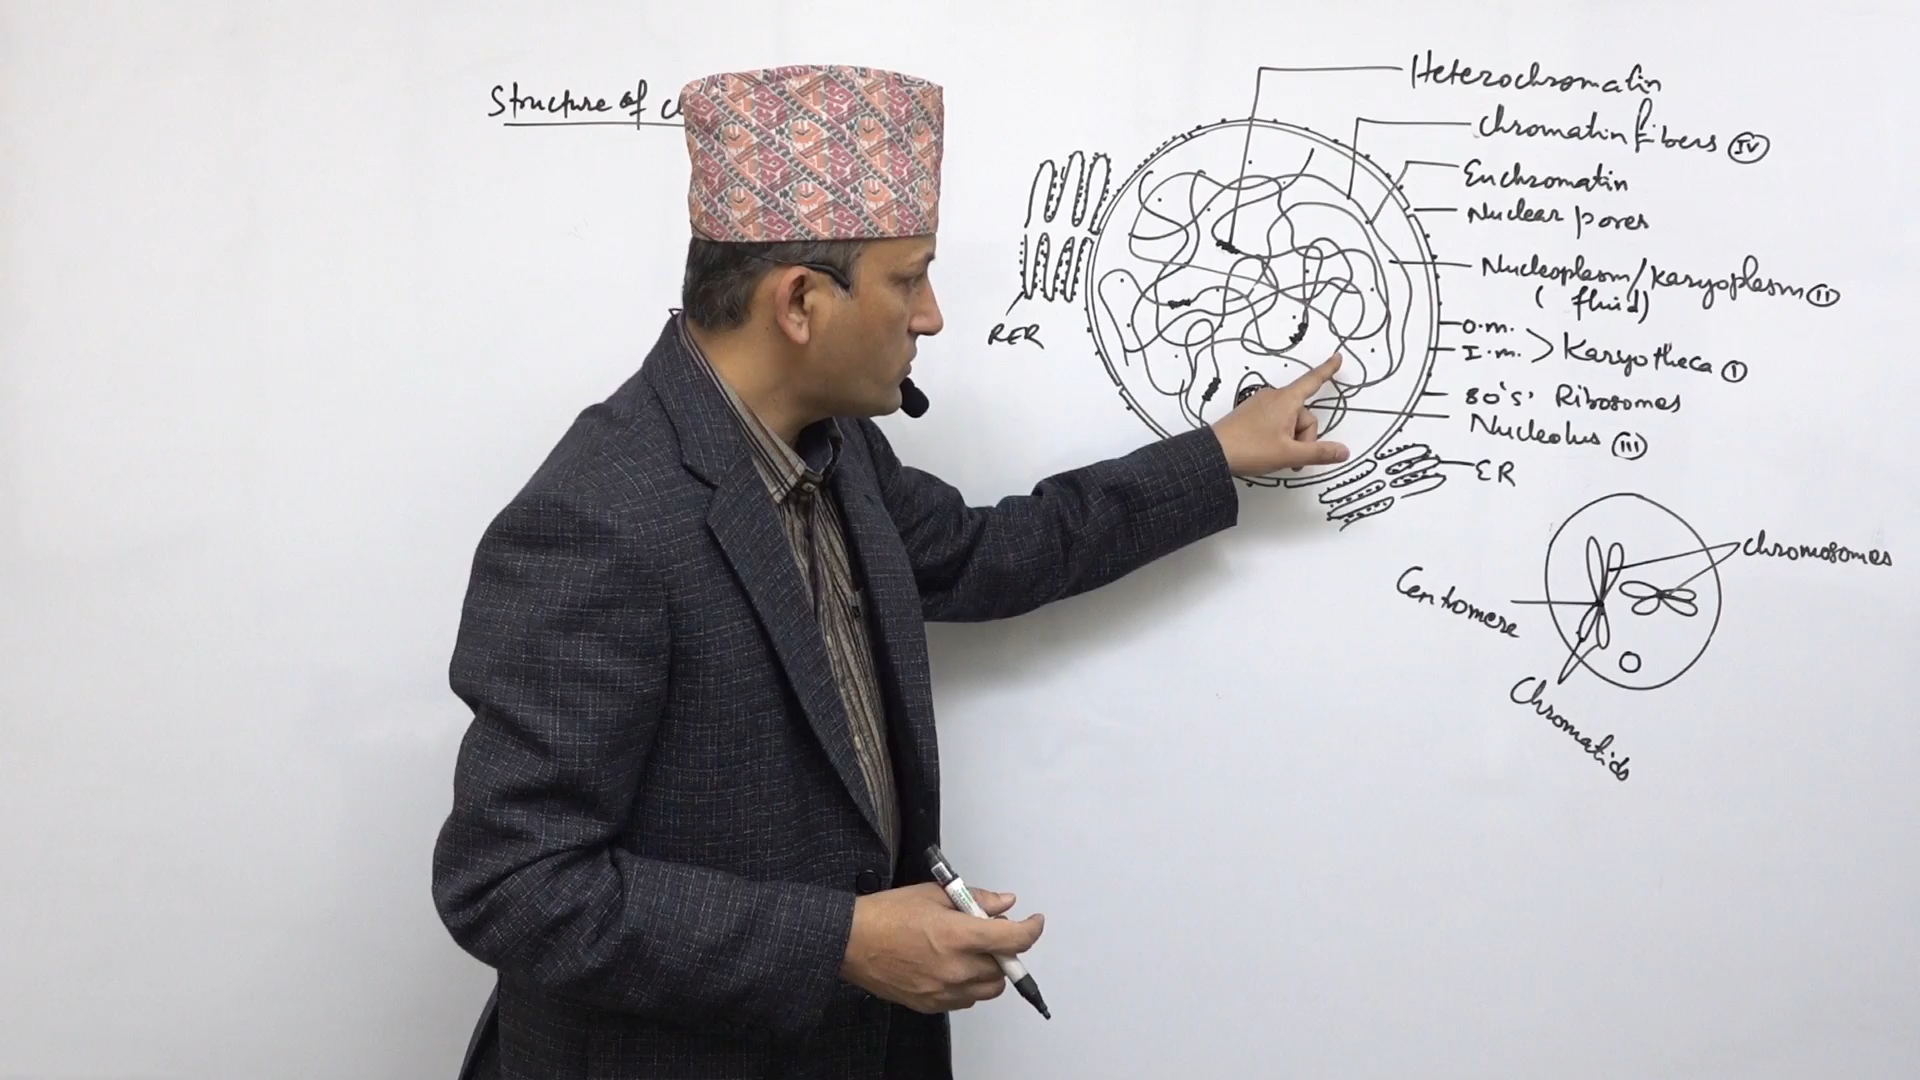 Structure of
Heterochromatin
Chromatin fibers IV
Euchromatin
Nuclear pores
Nucleoplasm/Karyoplasm II
(fluid)
O.m.
I.m. > Karyotheca I
80's' Ribosomes
Nucleolus III
ER
RER
Chromosomes
Centromere
Chromatids